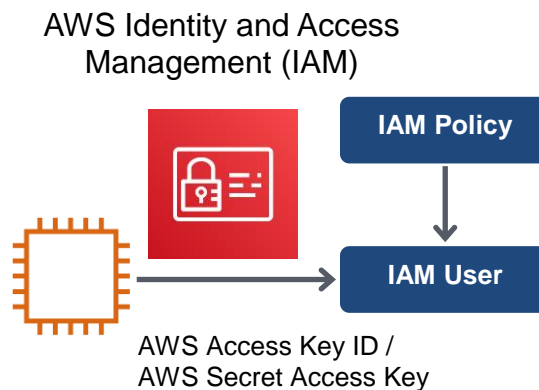 AWS Identity and Access
Management (IAM)
IAM Policy
IAM User
AWS Access Key ID /
AWS Secret Access Key